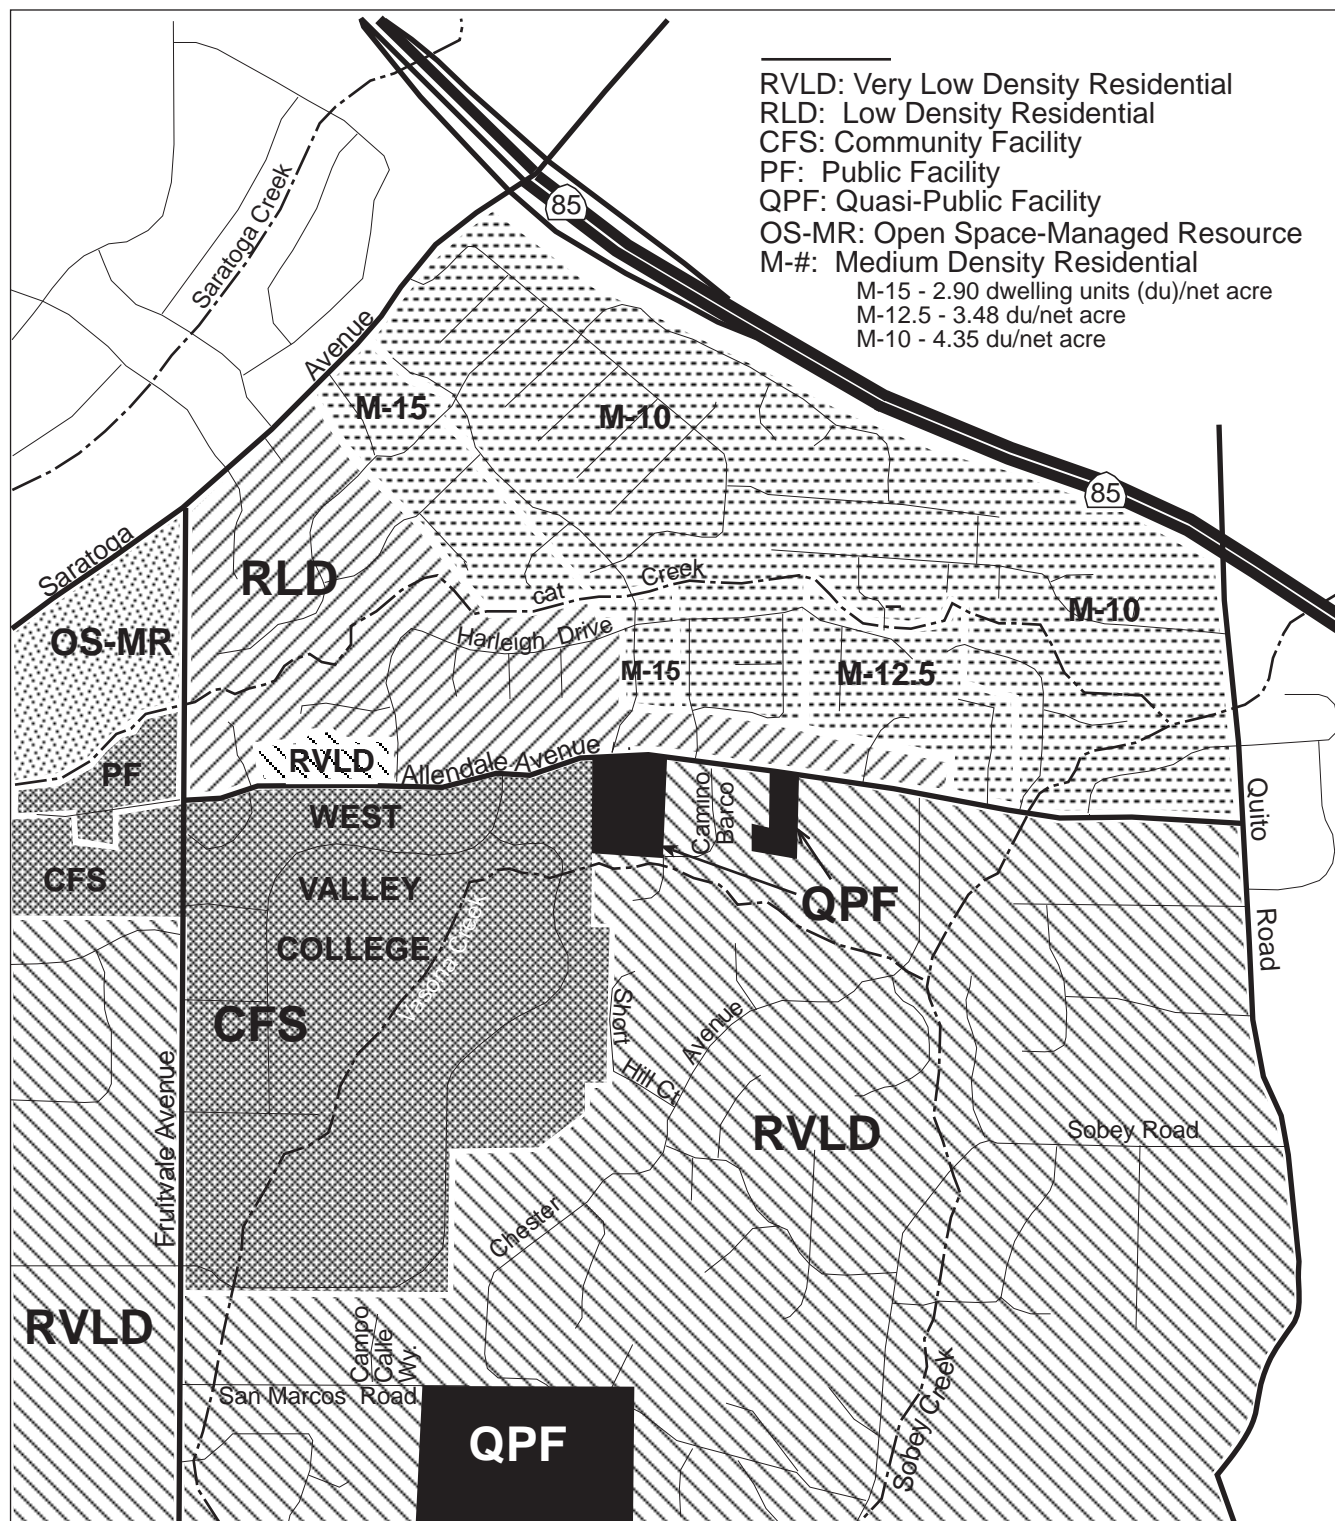 RVLD: Very Low Density Residential
RLD: Low Density Residential
CFS: Community Facility
PF: Public Facility
QPF: Quasi-Public Facility
OS-MR: Open Space-Managed Resource
M-#: Medium Density Residential
M-15 - 2.90 dwelling units (du)/net acre
M-12.5 - 3.48 du/net acre
M-10 - 4.35 du/net acre
85
Saratoga Creek
Avenue
M-15
M-10
85
Saratoga
RLD
cat
Creek
M-10
OS-MR
Harleigh Drive
M-15
M-12.5
PF
RVLD
Allendale Avenue
WEST
VALLEY
COLLEGE
Camino
Barco
Quito
Road
CFS
QPF
Vasona Creek
CFS
Short
Hill Ct
Avenue
Chester
RVLD
Sobey Road
Fruitvale Avenue
RVLD
Campo
Calle
Wy.
San Marcos Road
QPF
Sobey Creek